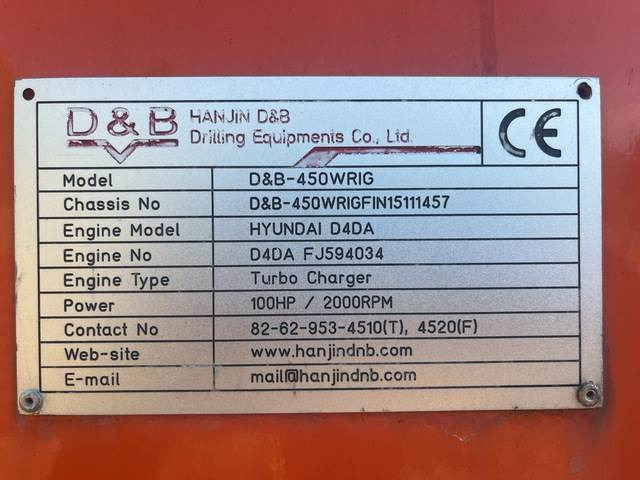 D&B HANJIN D&B
Drilling Equipments Co., Ltd.
CE
Model D&B-450WRIG
Chassis No D&B-450WRIGFIN15111457
Engine Model HYUNDAI D4DA
Engine No D4DA FJ594034
Engine Type Turbo Charger
Power 100HP / 2000RPM
Contact No 82-62-953-4510(T), 4520(F)
Web-site www.hanjindnb.com
E-mail mail@hanjindnb.com